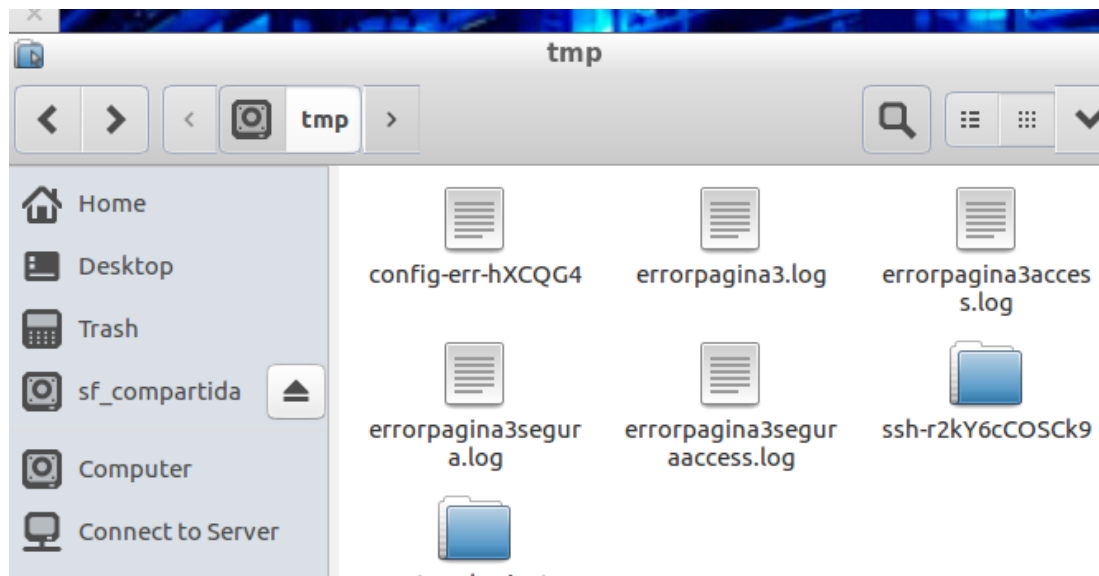 tmp
tmp
Home
Desktop
Trash
sf_compartida
Computer
Connect to Server
config-err-hXCQG4
errorpagina3.log
errorpagina3acces
s.log
errorpagina3segur
a.log
errorpagina3segur
aaccess.log
ssh-r2kY6cCOSCk9